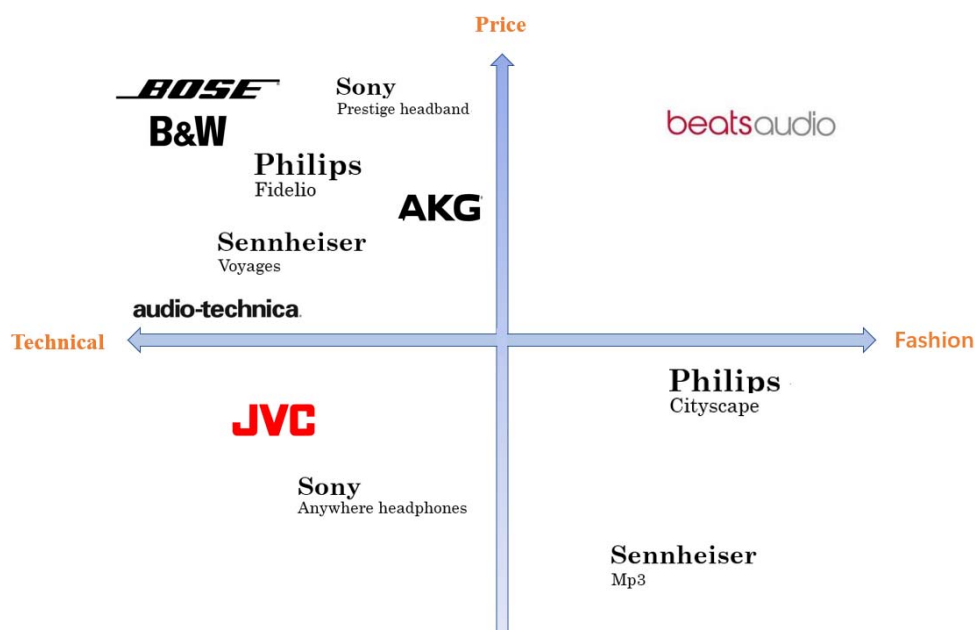 Price
BOSE
Sony
Prestige headband
B&W
beatsaudio
Philips
Fidelio
AKG
Sennheiser
Voyages
audio-technica.
Technical
Fashion
Philips
Cityscape
JVC
Sony
Anywhere headphones
Sennheiser
Mp3